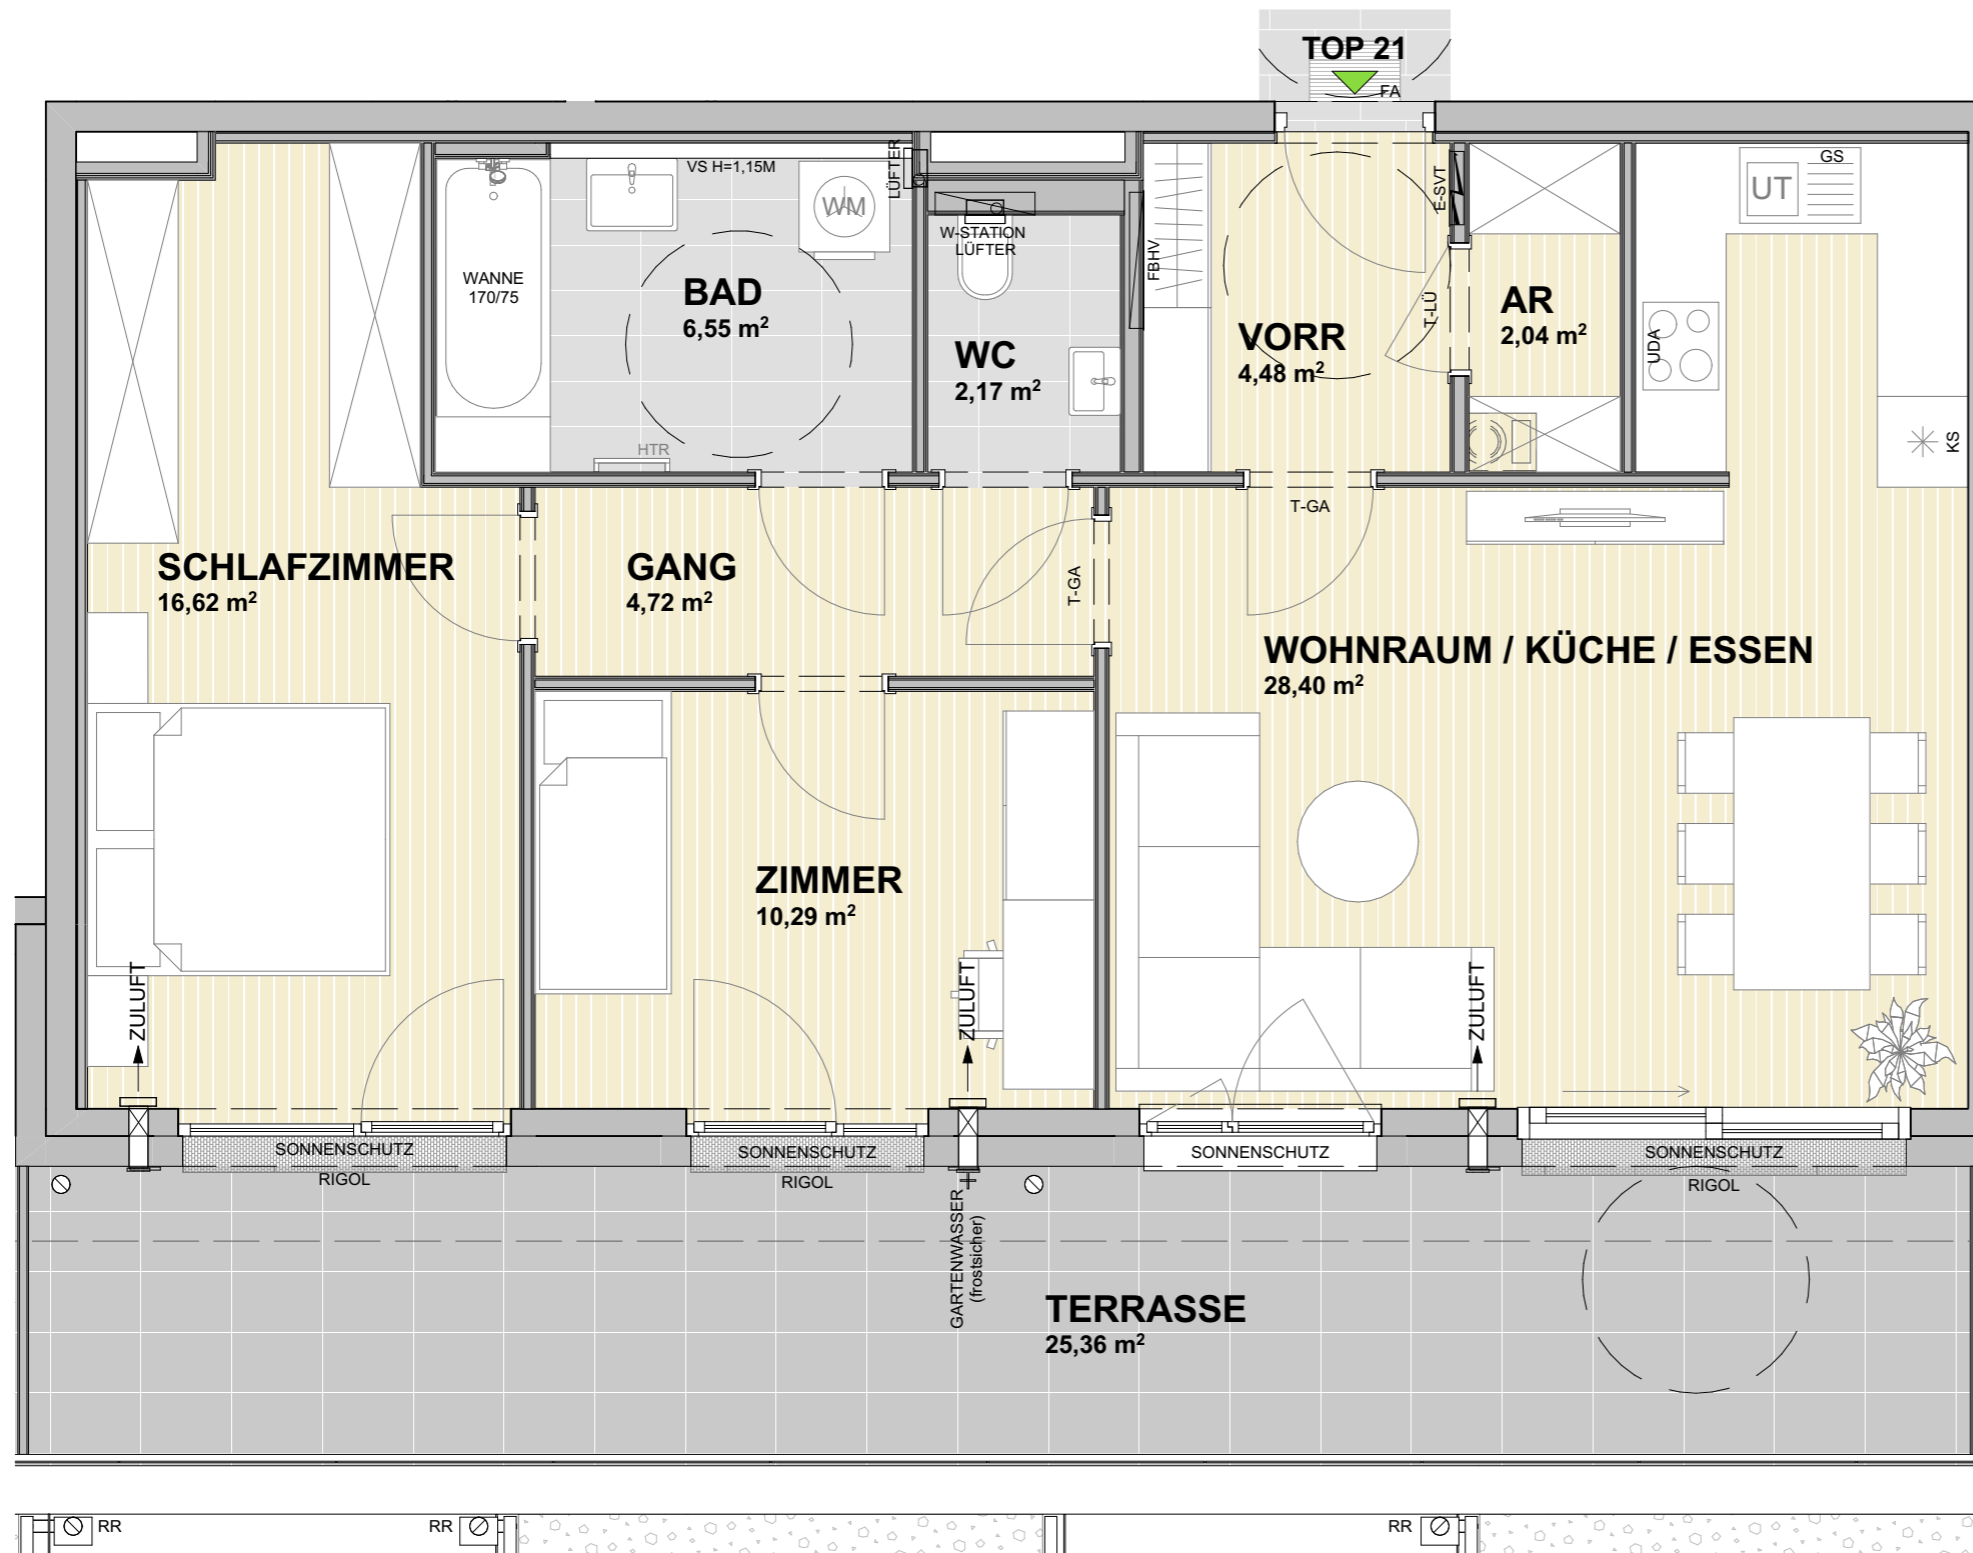 TOP 21
FA
VS H=1,15M
LÜFTER
WM
E-SVT
GS
UT
WANNE
170/75
W-STATION
LÜFTER
FBHV
BAD
6,55 m²
WC
2,17 m²
VORR
4,48 m²
T-LÜ
AR
2,04 m²
UDA
HTR
KS
T-GA
SCHLAFZIMMER
16,62 m²
GANG
4,72 m²
T-GA
WOHNRAUM / KÜCHE / ESSEN
28,40 m²
ZIMMER
10,29 m²
ZULUFT
ZULUFT
ZULUFT
SONNENSCHUTZ
SONNENSCHUTZ
SONNENSCHUTZ
SONNENSCHUTZ
RIGOL
RIGOL
RIGOL
GARTENWASSER
(frostsicher)
TERRASSE
25,36 m²
RR
RR
RR